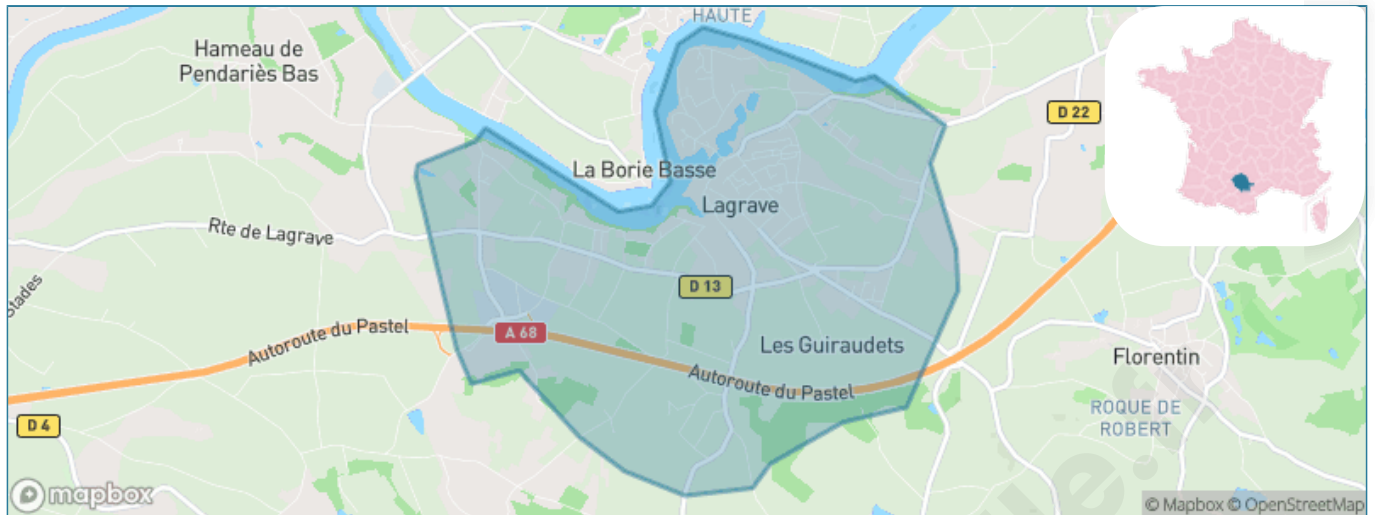 HAUTE
Hameau de
Pendariès Bas
D 22
La Borie Basse
Lagrave
Rte de Lagrave
D 13
Stades
Autoroute du Pastel
A 68
Les Guiraudets
Florentin
Autoroute du Pastel
ROQUE DE
ROBERT
D 4
mapbox
© Mapbox © OpenStreetMap